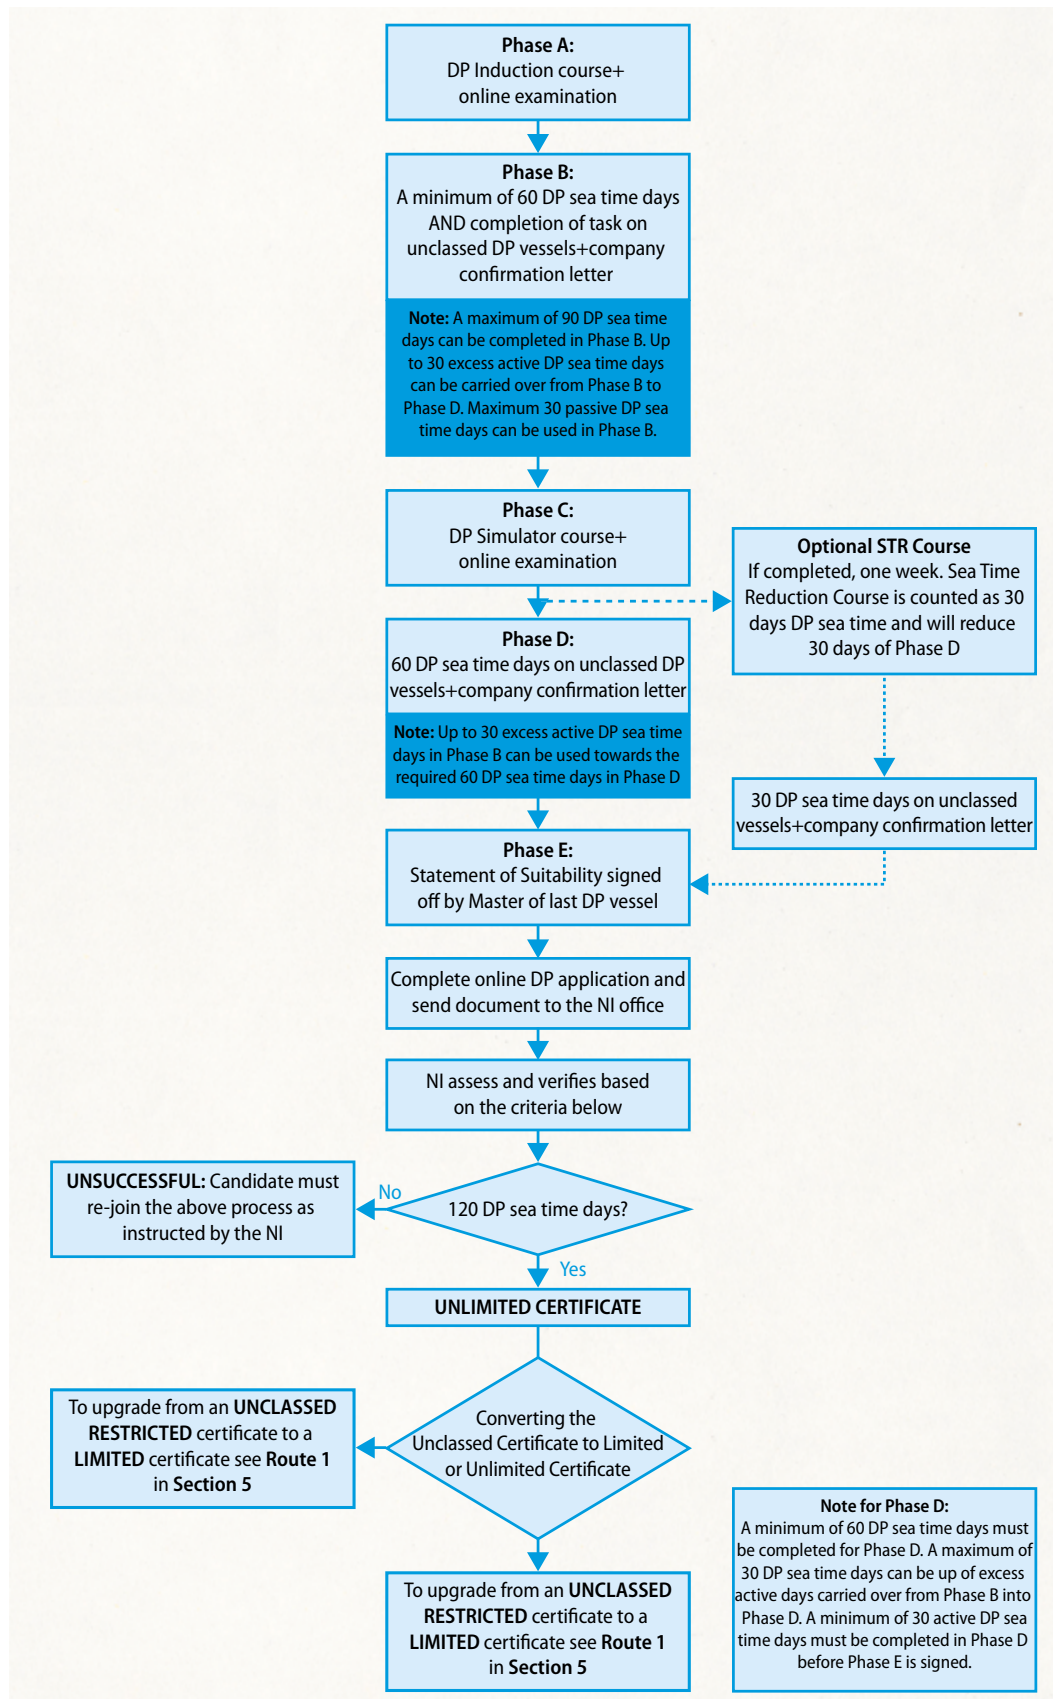 Phase A:
DP Induction course+
online examination
Phase B:
A minimum of 60 DP sea time days
AND completion of task on
unclassed DP vessels+company
confirmation letter
Note: A maximum of 90 DP sea time
days can be completed in Phase B. Up
to 30 excess active DP sea time days
can be carried over from Phase B to
Phase D. Maximum 30 passive DP sea
time days can be used in Phase B.
Phase C:
DP Simulator course+
online examination
Optional STR Course
If completed, one week. Sea Time
Reduction Course is counted as 30
days DP sea time and will reduce
30 days of Phase D
Phase D:
60 DP sea time days on unclassed DP
vessels+company confirmation letter
Note: Up to 30 excess active DP sea time
days in Phase B can be used towards the
required 60 DP sea time days in Phase D
30 DP sea time days on unclassed
vessels+company confirmation letter
Phase E:
Statement of Suitability signed
off by Master of last DP vessel
Complete online DP application and
send document to the NI office
NI assess and verifies based
on the criteria below
120 DP sea time days?
No
UNSUCCESSFUL: Candidate must
re-join the above process as
instructed by the NI
Yes
UNLIMITED CERTIFICATE
Converting the
Unclassed Certificate to Limited
or Unlimited Certificate
To upgrade from an UNCLASSED
RESTRICTED certificate to a
LIMITED certificate see Route 1
in Section 5
To upgrade from an UNCLASSED
RESTRICTED certificate to a
LIMITED certificate see Route 1
in Section 5
Note for Phase D:
A minimum of 60 DP sea time days must
be completed for Phase D. A maximum of
30 DP sea time days can be up of excess
active days carried over from Phase B into
Phase D. A minimum of 30 active DP sea
time days must be completed in Phase D
before Phase E is signed.